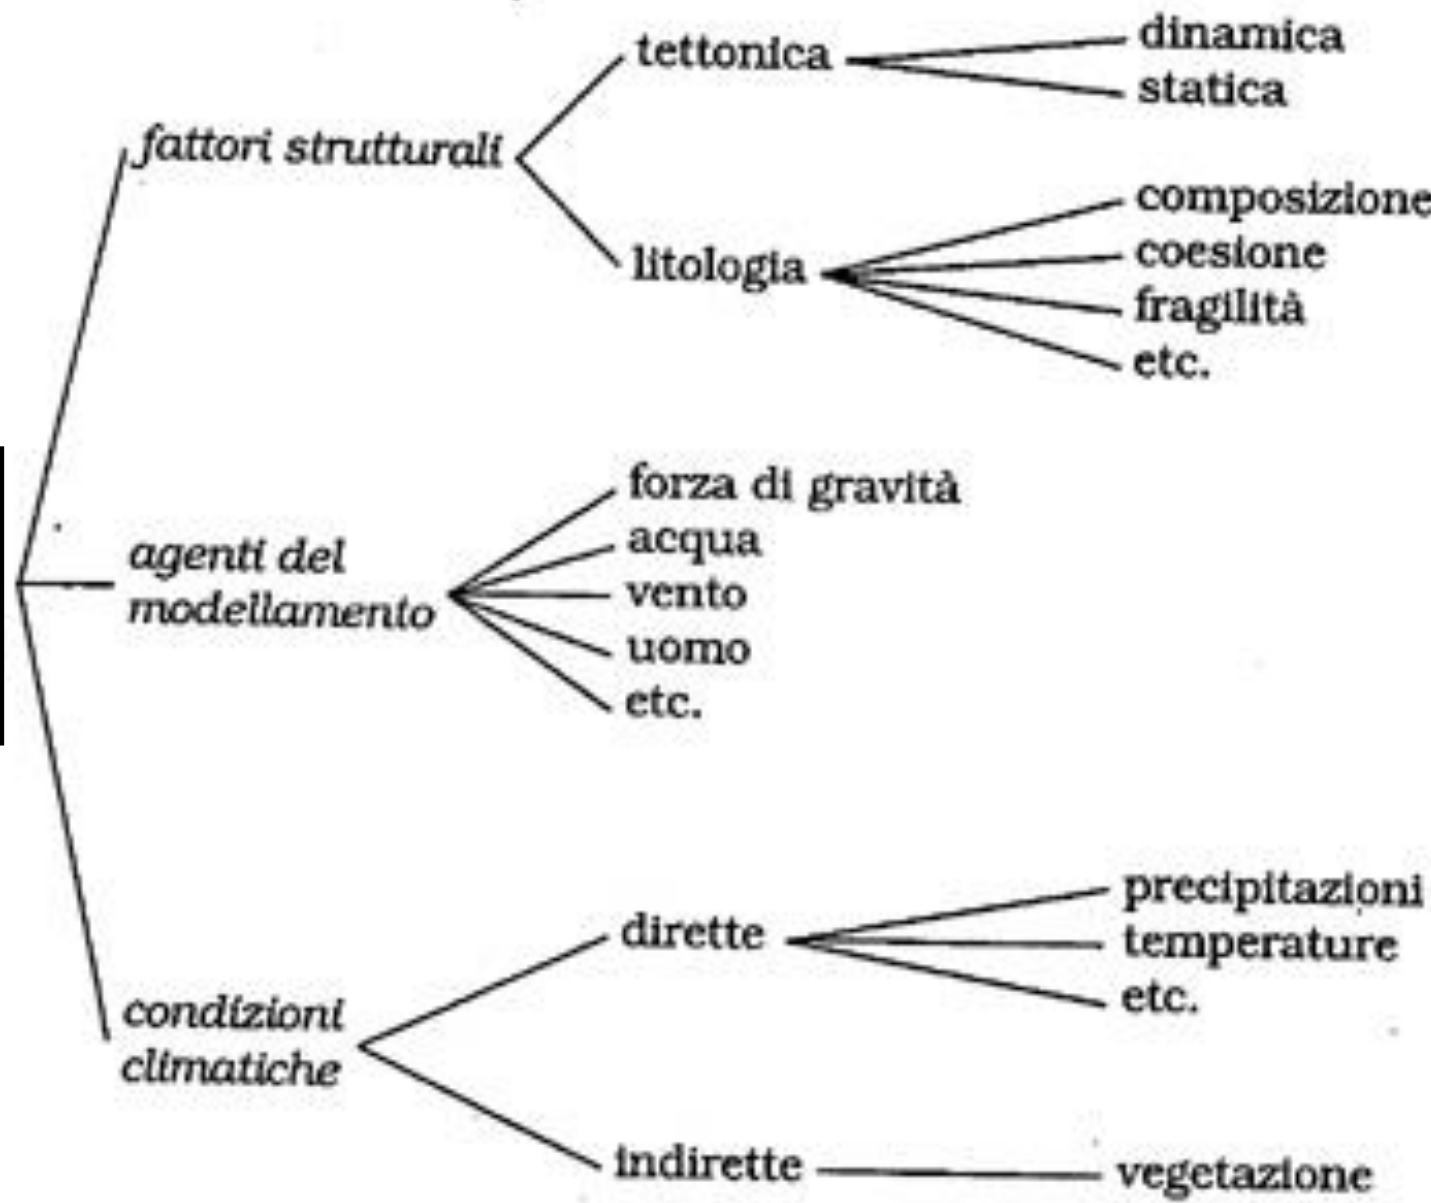 tettonica
dinamica
statica
fattori strutturali
litologia
composizione
coesione
fragilità
etc.
agenti del
modellamento
forza di gravità
acqua
vento
uomo
etc.
condizioni
climatiche
dirette
precipitazioni
temperature
etc.
indirette
vegetazione